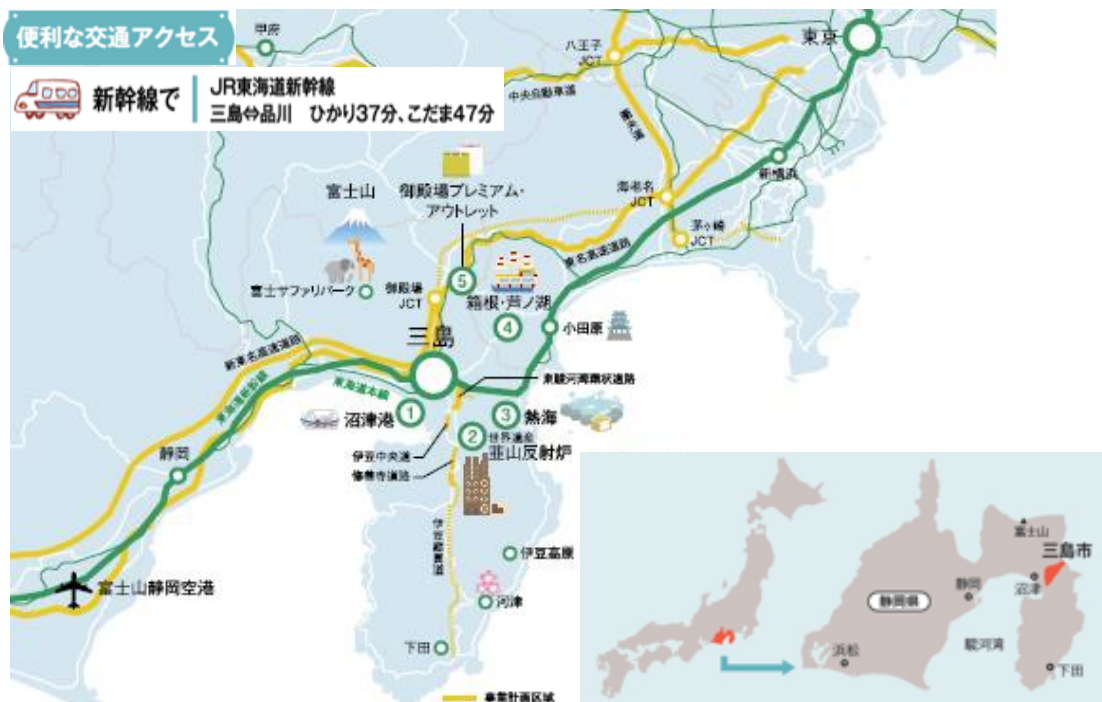 便利な交通アクセス
新幹線で
JR東海道新幹線
三島⇔品川 ひかり37分、こだま47分
甲府
八王子
JCT
東京
中央自動車道
圏央道
新横浜
海老名
JCT
茅ヶ崎
JCT
東名高速道路
富士山
御殿場プレミアム・
アウトレット
富士サファリパーク
御殿場
JCT
⑤
箱根・芦ノ湖
④
小田原
三島
新東名高速道路
東海道新幹線
東海道本線
東駿河湾環状道路
①
沼津港
③
熱海
②
世界遺産
韮山反射炉
伊豆中央道
修善寺道路
静岡
伊豆縦貫道
伊豆高原
河津
下田
富士山静岡空港
事業計画区域
富士山
三島市
沼津
静岡
静岡県
駿河湾
浜松
下田